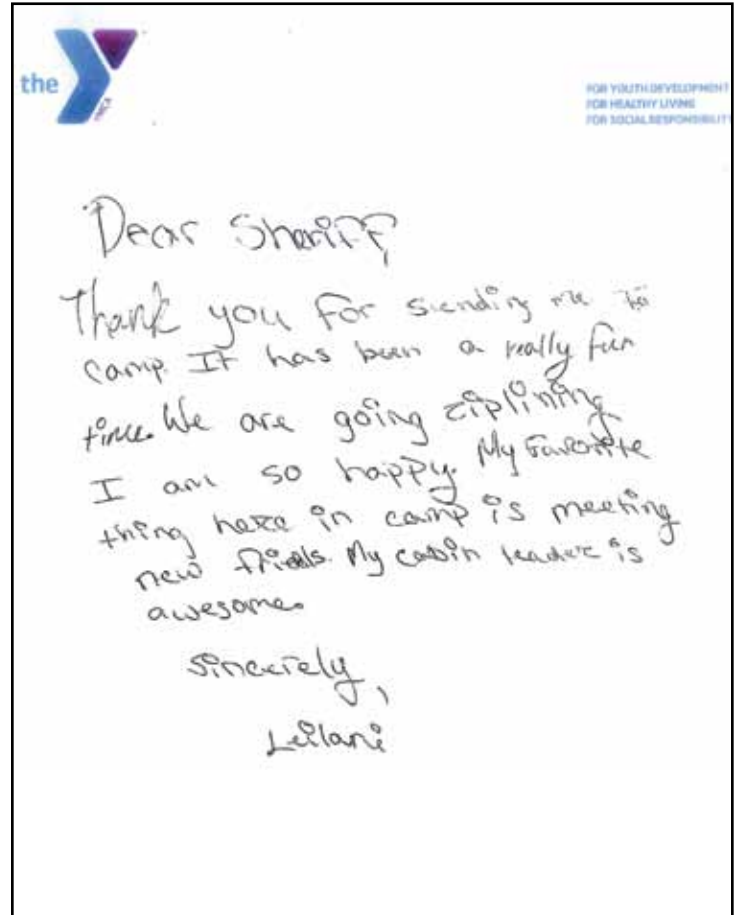 the
YMCA
FOR YOUTH DEVELOPMENT
FOR HEALTHY LIVING
FOR SOCIAL RESPONSIBILITY
Dear Sheriff,
Thank you for sending me to
camp. It has been a really fun
time. We are going ziplining
I am so happy. My Favorite
thing here in camp is meeting
new friends. My cabin leader is
awesome.
Sincerely,
Leilani